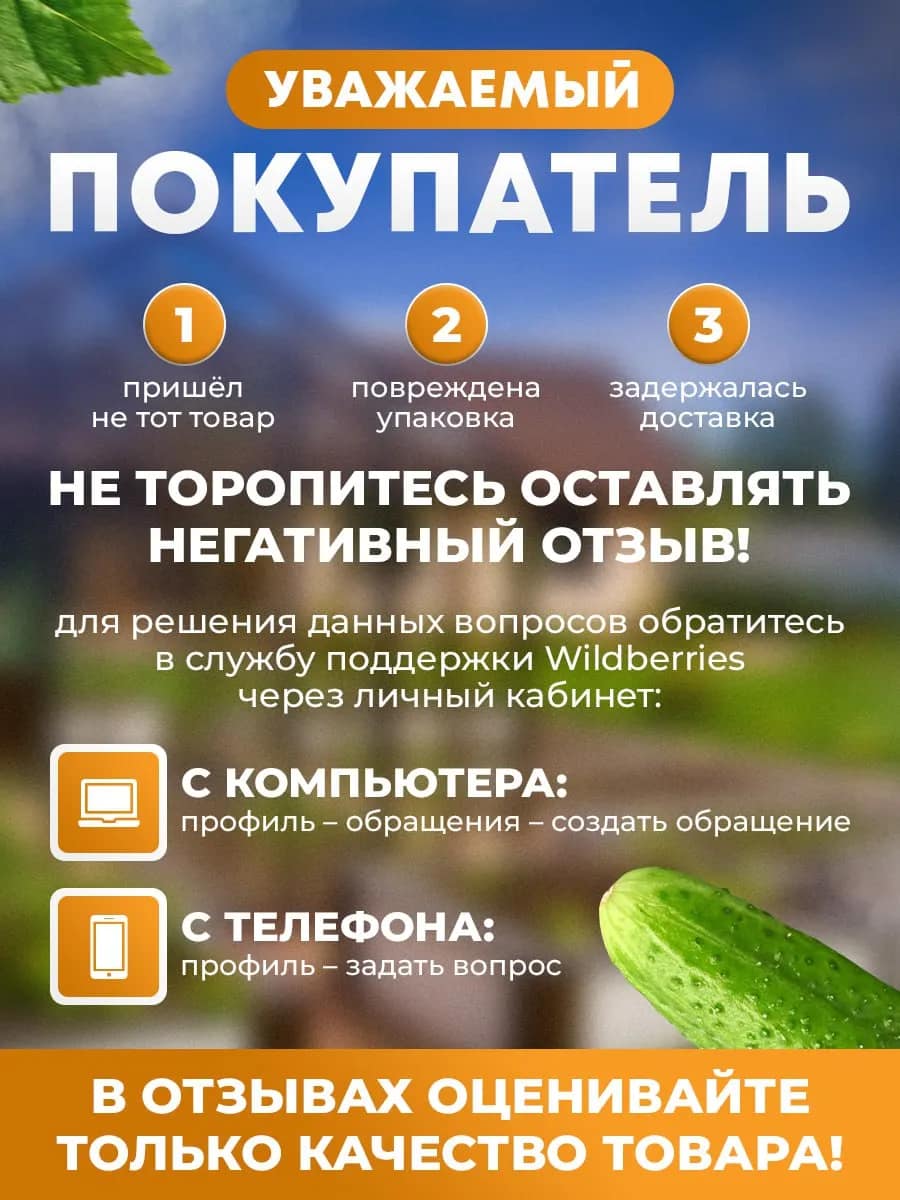 УВАЖАЕМЫЙ
ПОКУПАТЕЛЬ
1
пришёл
не тот товар
2
повреждена
упаковка
3
задержалась
доставка
НЕ ТОРОПИТЕСЬ ОСТАВЛЯТЬ
НЕГАТИВНЫЙ ОТЗЫВ!
для решения данных вопросов обратитесь
в службу поддержки Wildberries
через личный кабинет:
С КОМПЬЮТЕРА:
профиль – обращения – создать обращение
С ТЕЛЕФОНА:
профиль – задать вопрос
В ОТЗЫВАХ ОЦЕНИВАЙТЕ
ТОЛЬКО КАЧЕСТВО ТОВАРА!